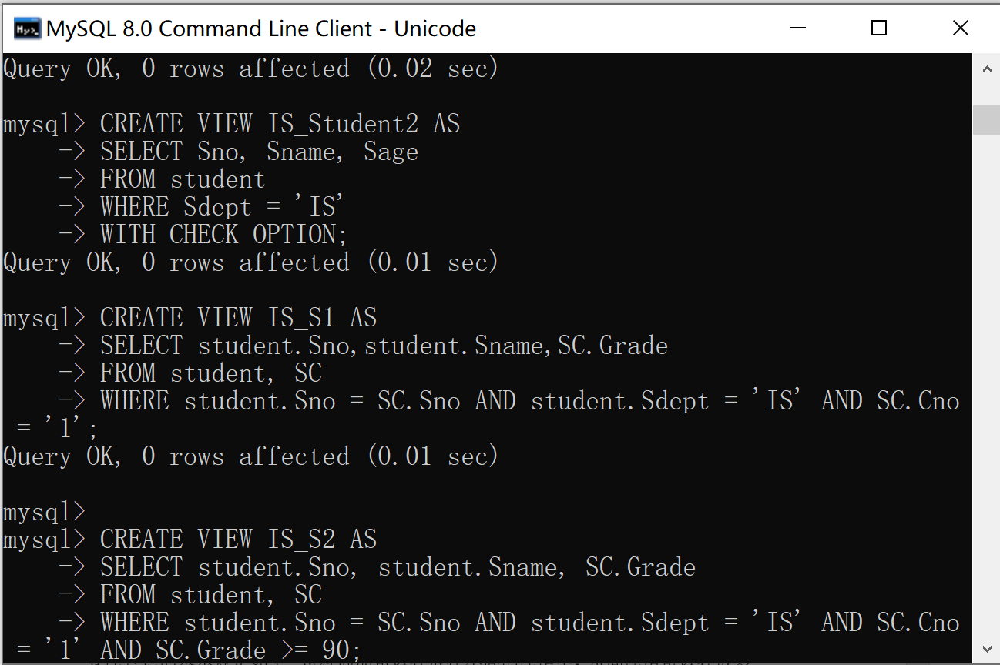 MySQL 8.0 Command Line Client - Unicode
Query OK, 0 rows affected (0.02 sec)
mysql> CREATE VIEW IS_Student2 AS
    -> SELECT Sno, Sname, Sage
    -> FROM student
    -> WHERE Sdept = 'IS'
    -> WITH CHECK OPTION;
Query OK, 0 rows affected (0.01 sec)
mysql> CREATE VIEW IS_S1 AS
    -> SELECT student.Sno,student.Sname,SC.Grade
    -> FROM student, SC
    -> WHERE student.Sno = SC.Sno AND student.Sdept = 'IS' AND SC.Cno
 = '1';
Query OK, 0 rows affected (0.01 sec)
mysql>
mysql> CREATE VIEW IS_S2 AS
    -> SELECT student.Sno, student.Sname, SC.Grade
    -> FROM student, SC
    -> WHERE student.Sno = SC.Sno AND student.Sdept = 'IS' AND SC.Cno
 = '1' AND SC.Grade >= 90;